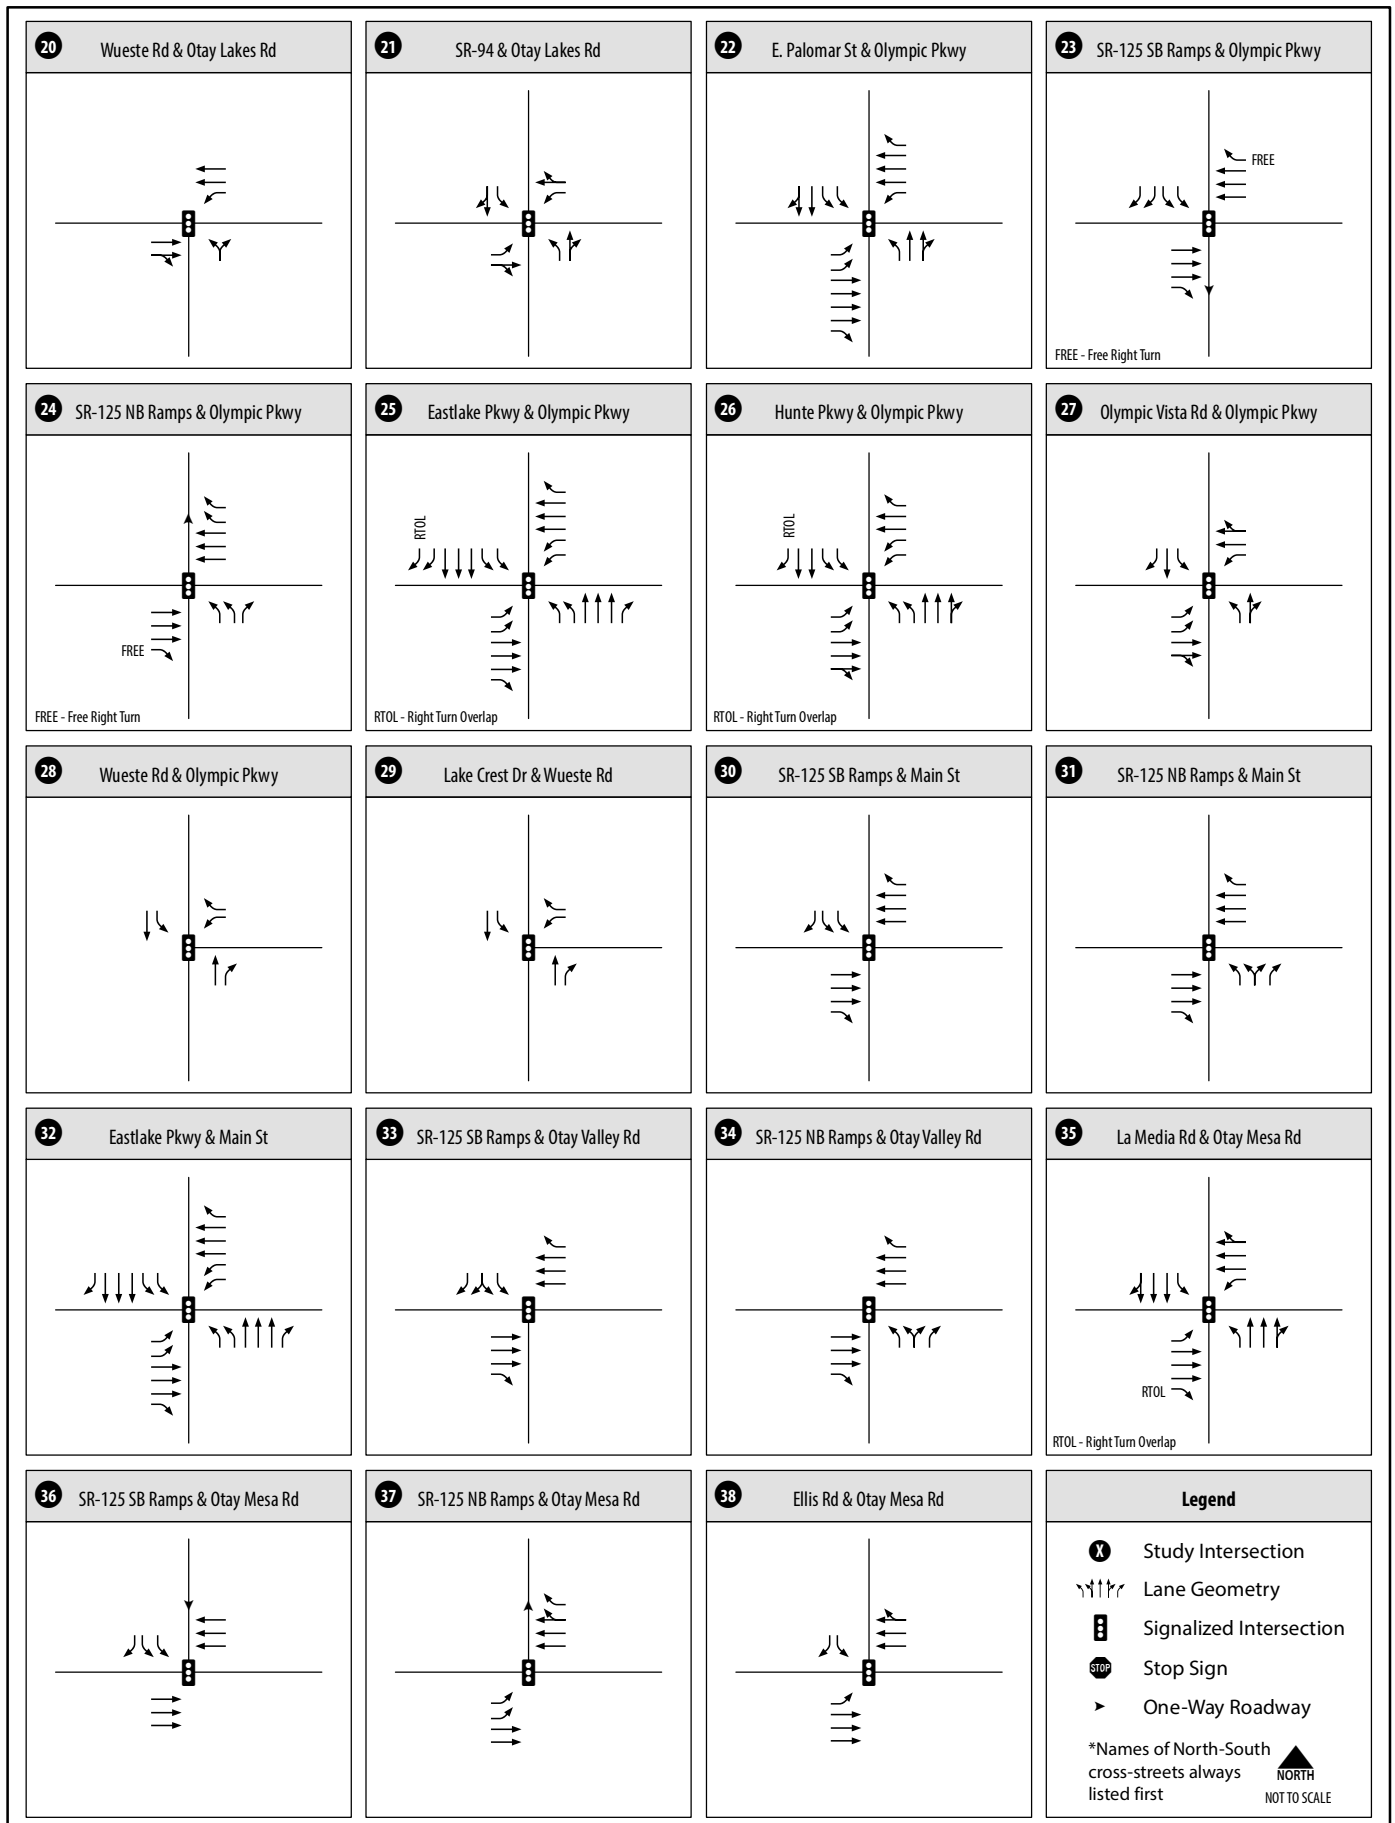 20 Wueste Rd & Otay Lakes Rd
21 SR-94 & Otay Lakes Rd
22 E. Palomar St & Olympic Pkwy
23 SR-125 SB Ramps & Olympic Pkwy
FREE
FREE - Free Right Turn
24 SR-125 NB Ramps & Olympic Pkwy
FREE
FREE - Free Right Turn
25 Eastlake Pkwy & Olympic Pkwy
RTOL
RTOL - Right Turn Overlap
26 Hunte Pkwy & Olympic Pkwy
RTOL
RTOL - Right Turn Overlap
27 Olympic Vista Rd & Olympic Pkwy
28 Wueste Rd & Olympic Pkwy
29 Lake Crest Dr & Wueste Rd
30 SR-125 SB Ramps & Main St
31 SR-125 NB Ramps & Main St
32 Eastlake Pkwy & Main St
33 SR-125 SB Ramps & Otay Valley Rd
34 SR-125 NB Ramps & Otay Valley Rd
35 La Media Rd & Otay Mesa Rd
RTOL
RTOL - Right Turn Overlap
36 SR-125 SB Ramps & Otay Mesa Rd
37 SR-125 NB Ramps & Otay Mesa Rd
38 Ellis Rd & Otay Mesa Rd
Legend
X Study Intersection
Lane Geometry
Signalized Intersection
STOP Stop Sign
One-Way Roadway
*Names of North-South
cross-streets always
listed first
NORTH
NOT TO SCALE